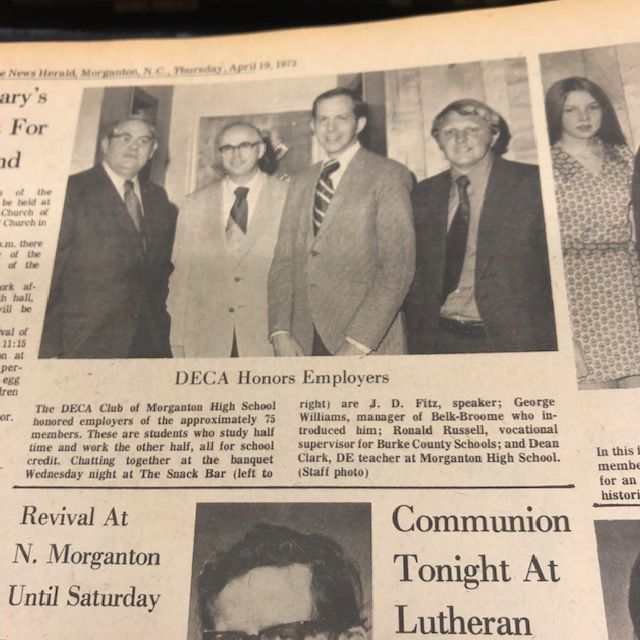 e News Herald, Morganton, N.C., Thursday, April 19, 1973
ary's
For
nd
s of the
be held at
Church of
Church in
p.m. there
of the
of the
ork af-
h hall,
will be
val of
11:15
on at
per-
egg
dren
or.
DECA Honors Employers
The DECA Club of Morganton High School
honored employers of the approximately 75
members. These are students who study half
time and work the other half, all for school
credit. Chatting together at the banquet
Wednesday night at The Snack Bar (left to
right) are J. D. Fitz, speaker; George
Williams, manager of Belk-Broome who in-
troduced him; Ronald Russell, vocational
supervisor for Burke County Schools; and Dean
Clark, DE teacher at Morganton High School.
(Staff photo)
In this f
membe
for an
histori
Revival At
N. Morganton
Until Saturday
Communion
Tonight At
Lutheran